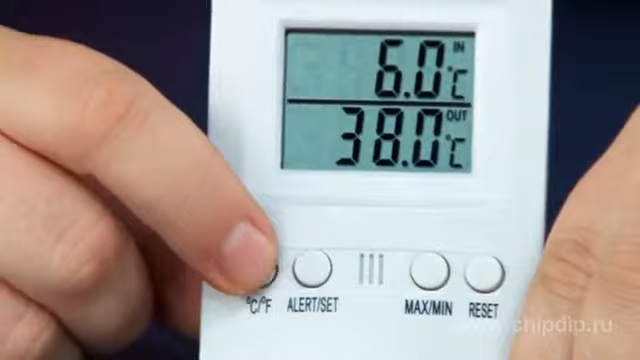 6.0 °C IN
38.0 °C OUT
°C/°F ALERT/SET MAX/MIN RESET
www.chipdip.ru